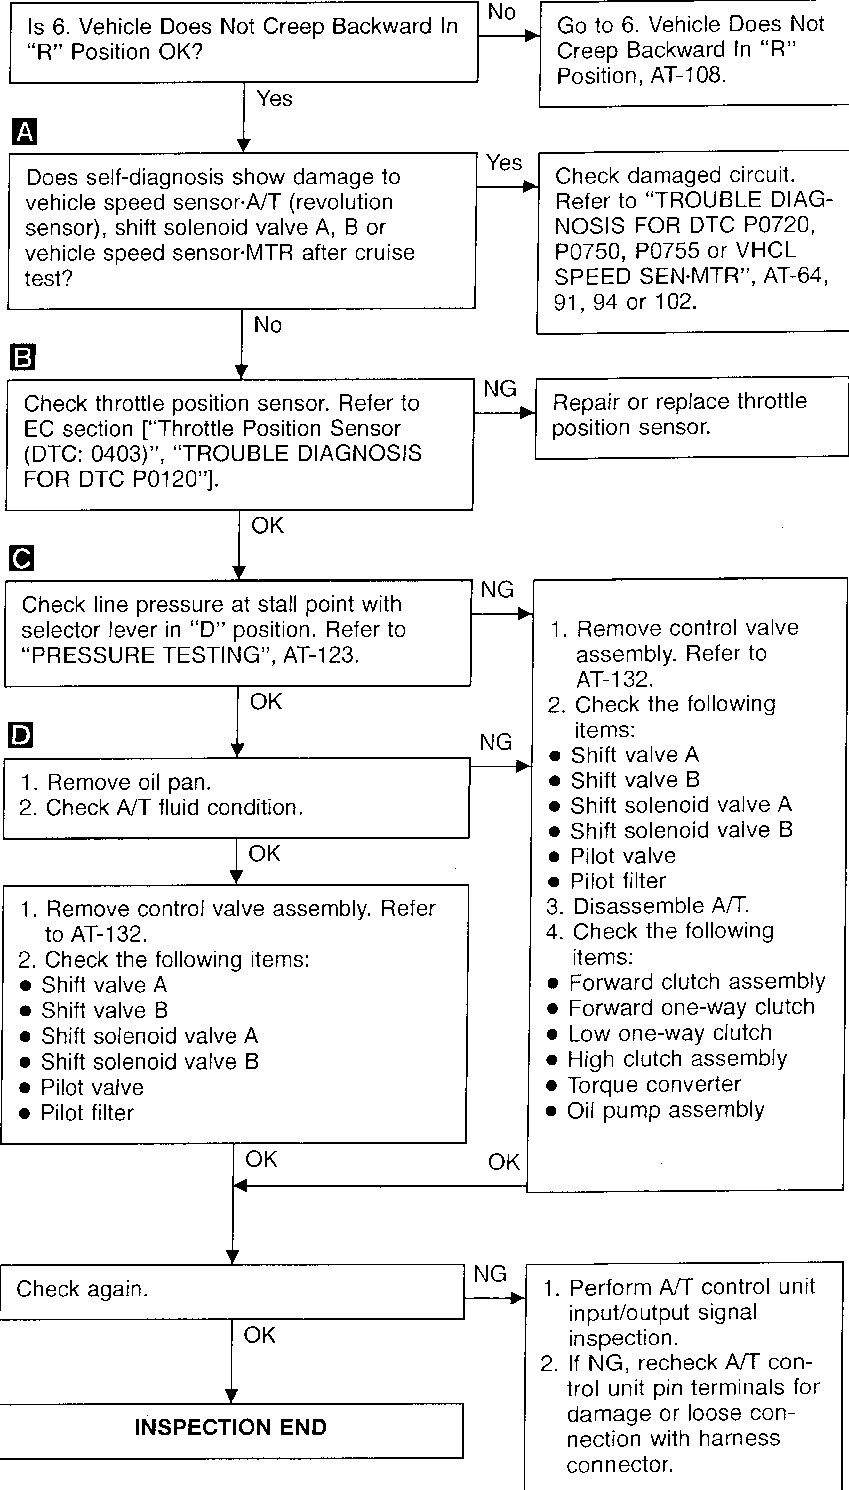 Is 6. Vehicle Does Not Creep Backward In
"R" Position OK?
No
Go to 6. Vehicle Does Not
Creep Backward In "R"
Position, AT-108.
Yes
A
Does self-diagnosis show damage to
vehicle speed sensor·A/T (revolution
sensor), shift solenoid valve A, B or
vehicle speed sensor·MTR after cruise
test?
Yes
Check damaged circuit.
Refer to "TROUBLE DIAG-
NOSIS FOR DTC P0720,
P0750, P0755 or VHCL
SPEED SEN·MTR", AT-64,
91, 94 or 102.
No
B
Check throttle position sensor. Refer to
EC section ["Throttle Position Sensor
(DTC: 0403)", "TROUBLE DIAGNOSIS
FOR DTC P0120"].
NG
Repair or replace throttle
position sensor.
OK
C
Check line pressure at stall point with
selector lever in "D" position. Refer to
"PRESSURE TESTING", AT-123.
NG
OK
D
1. Remove oil pan.
2. Check A/T fluid condition.
NG
1. Remove control valve
assembly. Refer to
AT-132.
2. Check the following
items:
● Shift valve A
● Shift valve B
● Shift solenoid valve A
● Shift solenoid valve B
● Pilot valve
● Pilot filter
3. Disassemble A/T.
4. Check the following
items:
● Forward clutch assembly
● Forward one-way clutch
● Low one-way clutch
● High clutch assembly
● Torque converter
● Oil pump assembly
OK
1. Remove control valve assembly. Refer
to AT-132.
2. Check the following items:
● Shift valve A
● Shift valve B
● Shift solenoid valve A
● Shift solenoid valve B
● Pilot valve
● Pilot filter
OK
OK
Check again.
NG
1. Perform A/T control unit
input/output signal
inspection.
2. If NG, recheck A/T con-
trol unit pin terminals for
damage or loose con-
nection with harness
connector.
OK
INSPECTION END